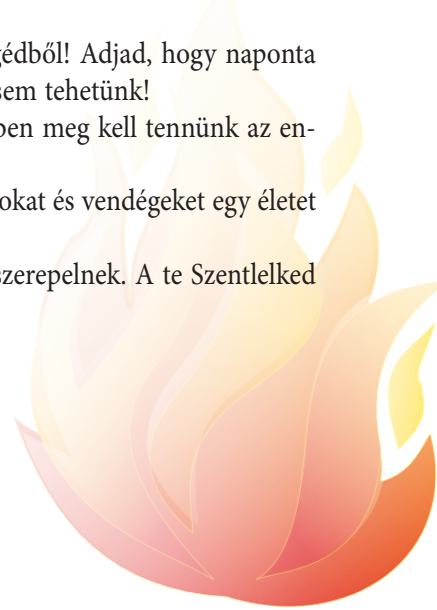 gédből! Adjad, hogy naponta
sem tehetünk!
ben meg kell tennünk az en-
okat és vendégeket egy életet
szerepelnek. A te Szentlelked